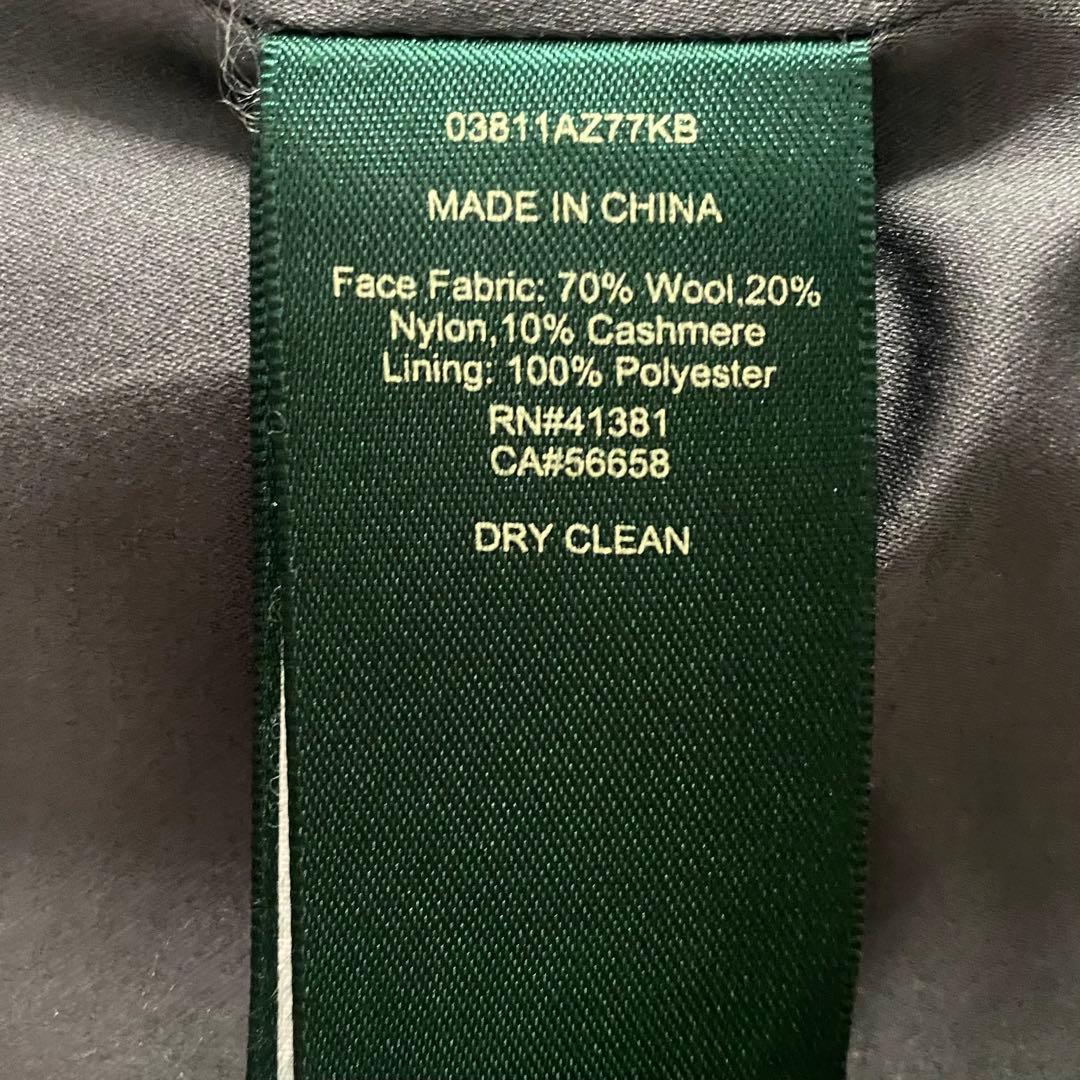 03811AZ77KB
MADE IN CHINA
Face Fabric: 70% Wool,20%
Nylon,10% Cashmere
Lining: 100% Polyester
RN#41381
CA#56658
DRY CLEAN